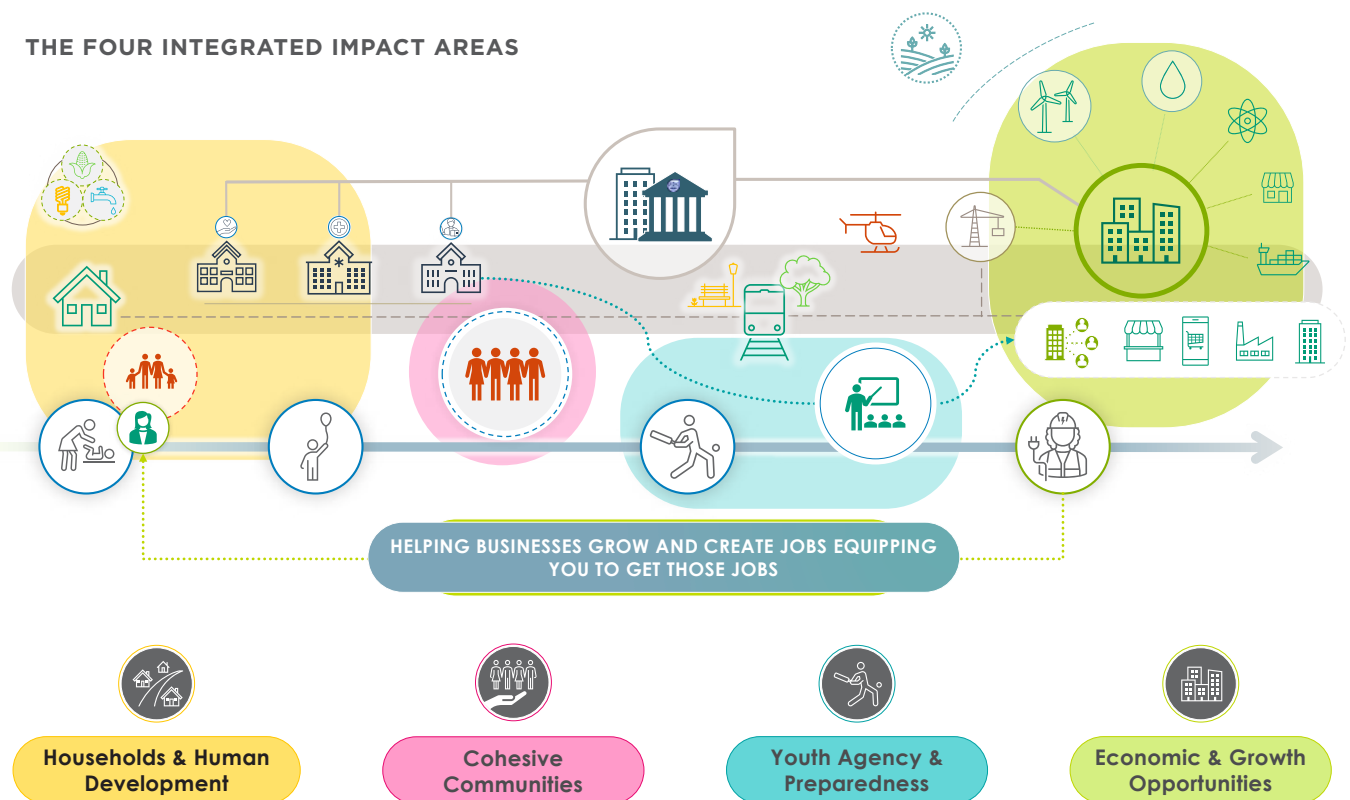 THE FOUR INTEGRATED IMPACT AREAS
HELPING BUSINESSES GROW AND CREATE JOBS EQUIPPING
YOU TO GET THOSE JOBS
Households & Human
Development
Cohesive
Communities
Youth Agency &
Preparedness
Economic & Growth
Opportunities